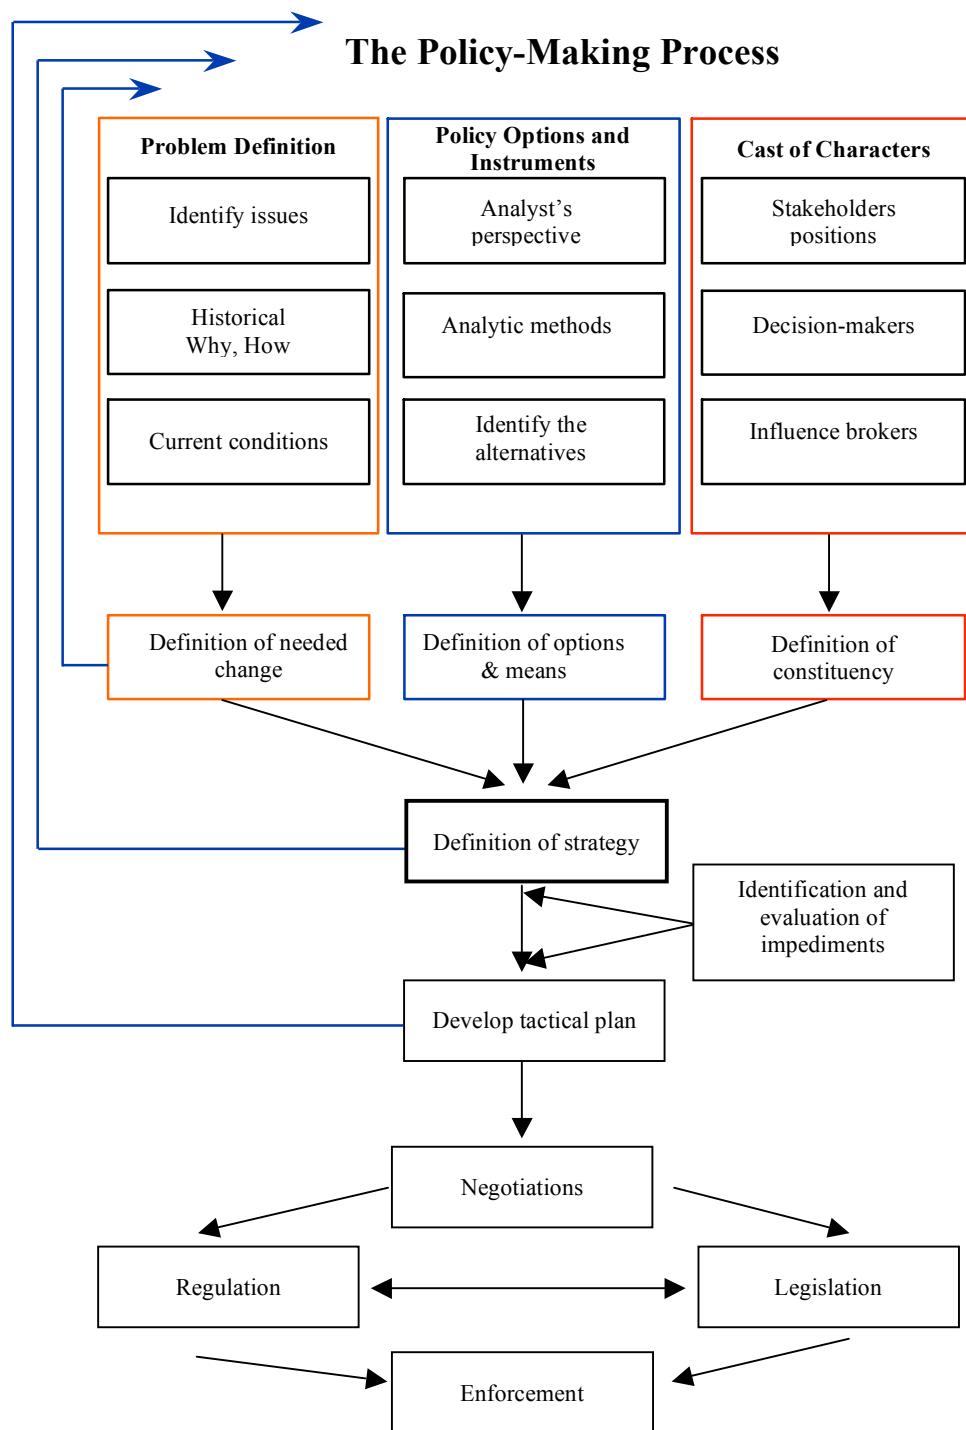 The Policy-Making Process
Problem Definition
Identify issues
Historical
Why, How
Current conditions
Policy Options and
Instruments
Analyst’s
perspective
Analytic methods
Identify the
alternatives
Cast of Characters
Stakeholders
positions
Decision-makers
Influence brokers
Definition of needed
change
Definition of options
& means
Definition of
constituency
Definition of strategy
Identification and
evaluation of
impediments
Develop tactical plan
Negotiations
Regulation
Legislation
Enforcement